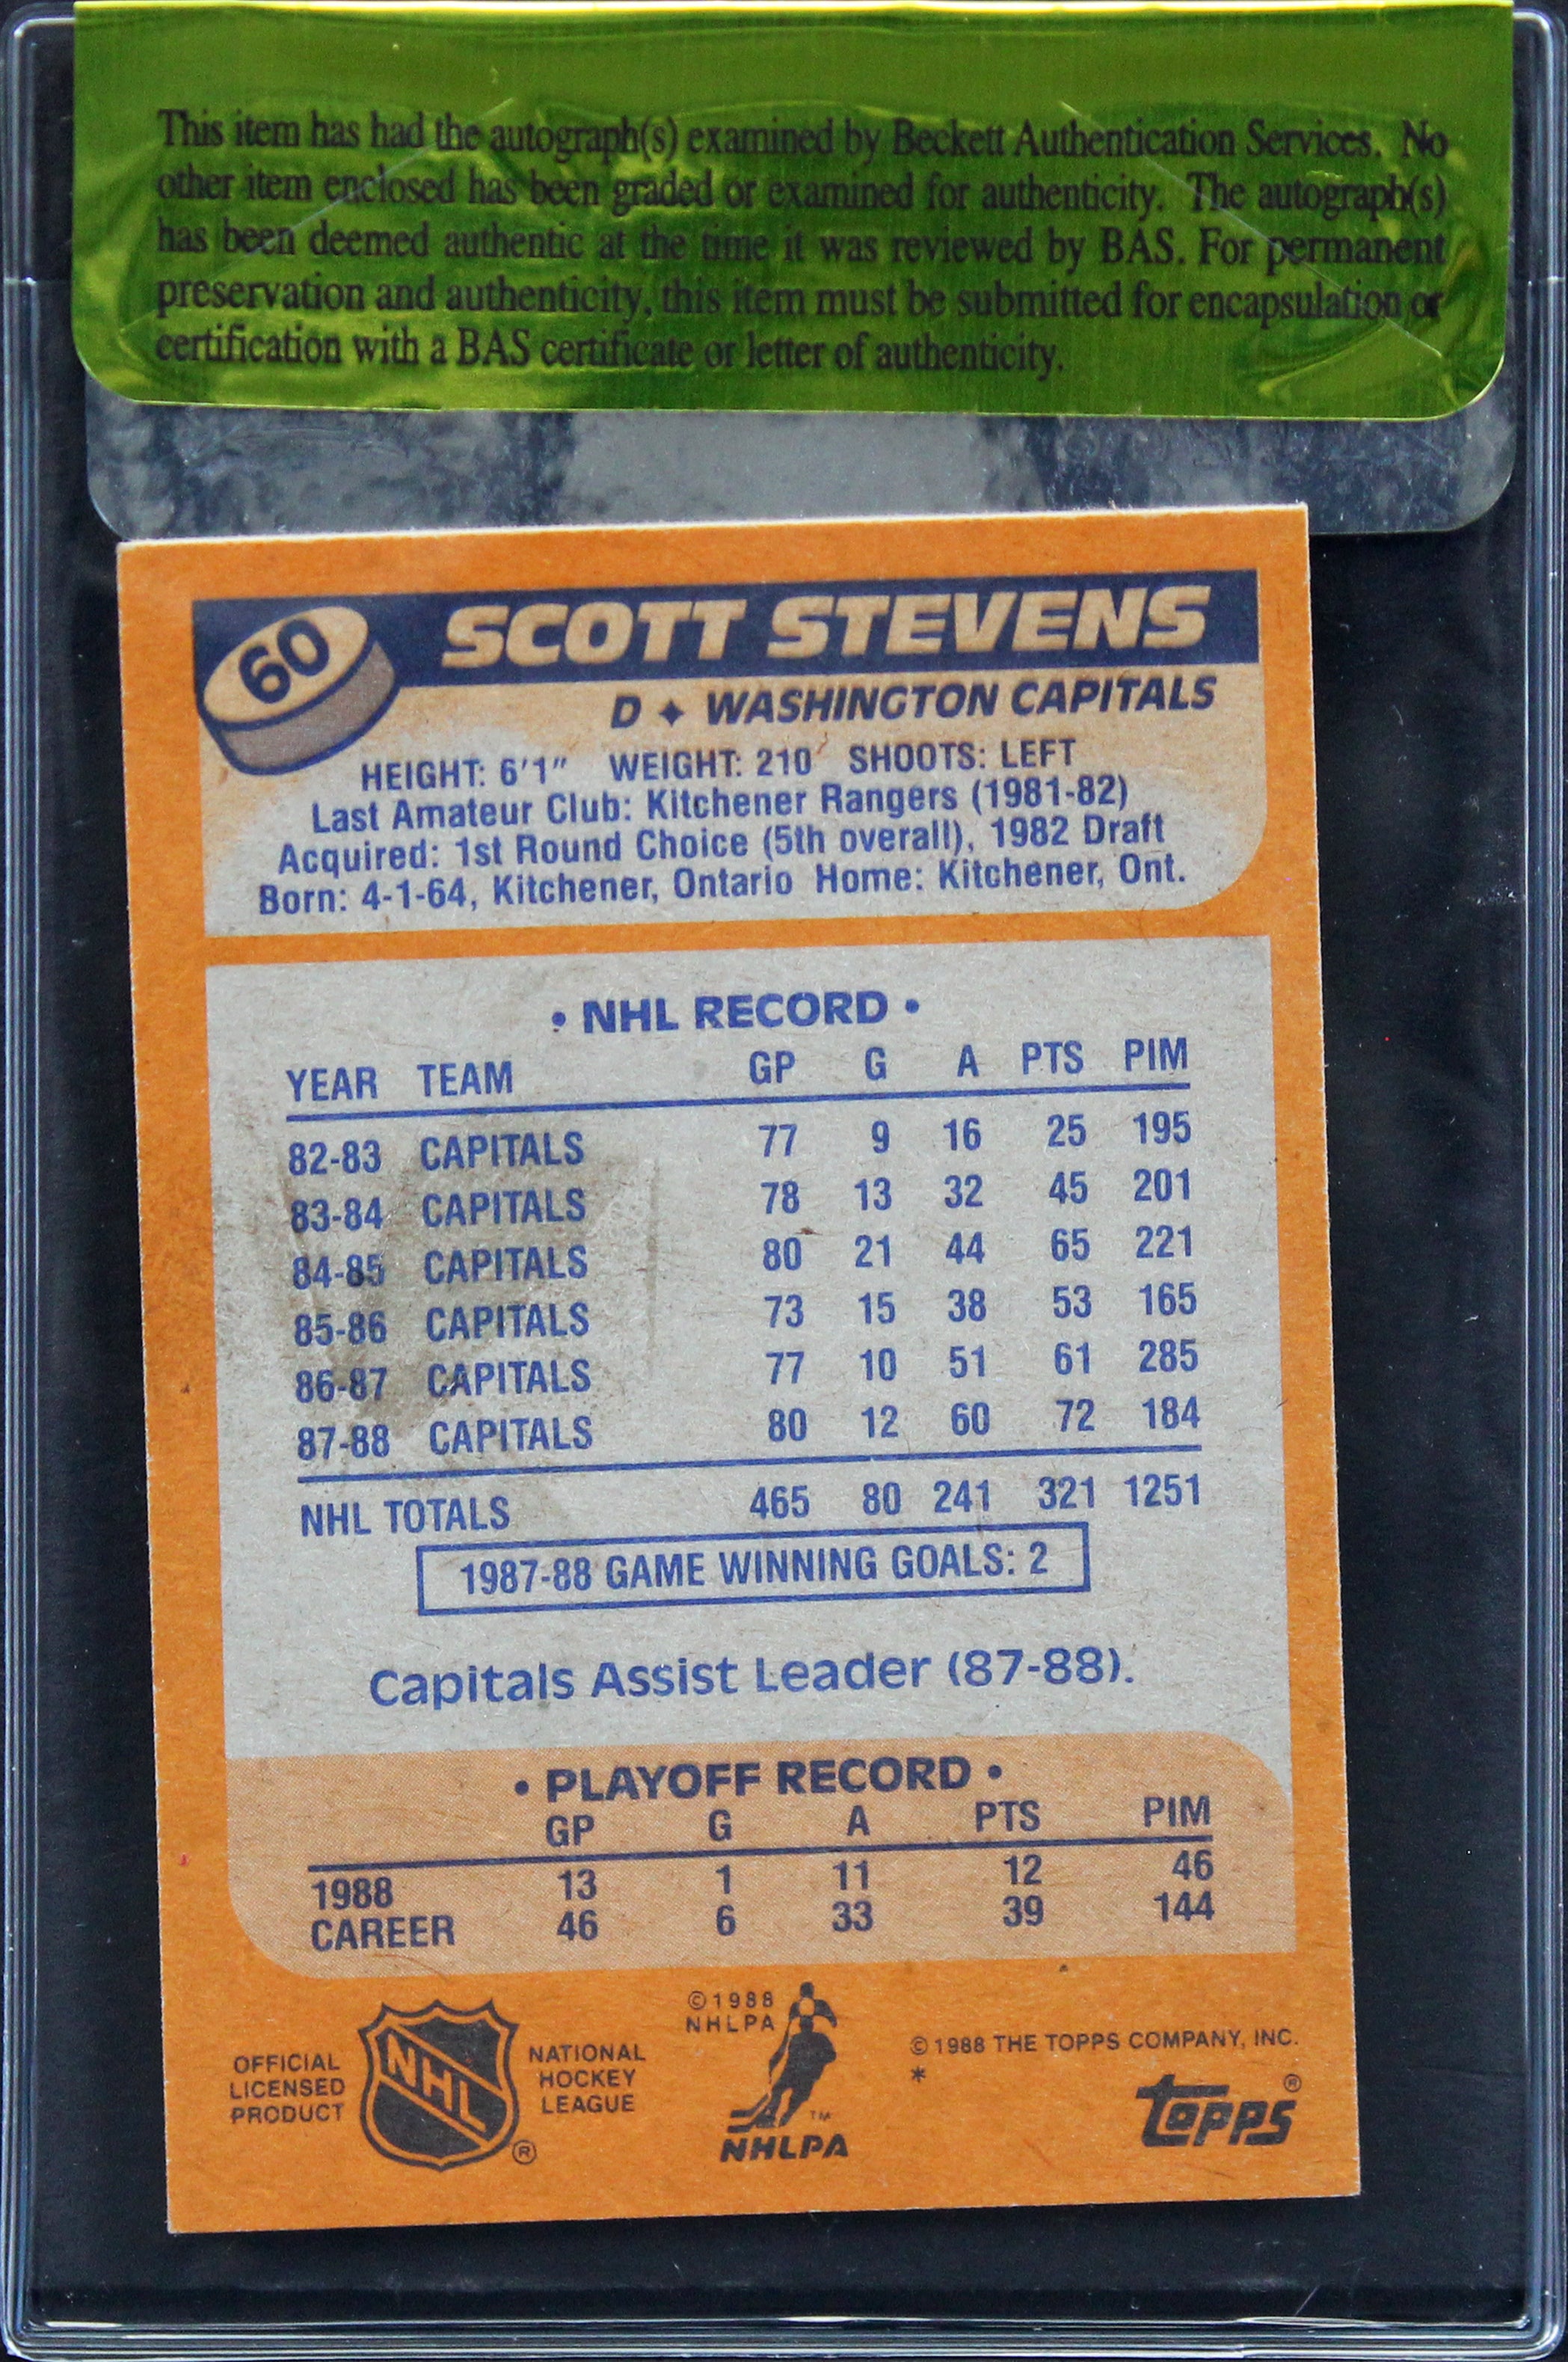 This item has had the autograph(s) examined by Beckett Authentication Services. No
other item enclosed has been graded or examined for authenticity. The autograph(s)
has been deemed authentic at the time it was reviewed by BAS. For permanent
preservation and authenticity, this item must be submitted for encapsulation or
certification with a BAS certificate or letter of authenticity.
60 SCOTT STEVENS
D ✦ WASHINGTON CAPITALS
HEIGHT: 6'1" WEIGHT: 210 SHOOTS: LEFT
Last Amateur Club: Kitchener Rangers (1981-82)
Acquired: 1st Round Choice (5th overall), 1982 Draft
Born: 4-1-64, Kitchener, Ontario Home: Kitchener, Ont.
• NHL RECORD •
YEAR TEAM GP G A PTS PIM
82-83 CAPITALS 77 9 16 25 195
83-84 CAPITALS 78 13 32 45 201
84-85 CAPITALS 80 21 44 65 221
85-86 CAPITALS 73 15 38 53 165
86-87 CAPITALS 77 10 51 61 285
87-88 CAPITALS 80 12 60 72 184
NHL TOTALS 465 80 241 321 1251
1987-88 GAME WINNING GOALS: 2
Capitals Assist Leader (87-88).
• PLAYOFF RECORD •
GP G A PTS PIM
1988 13 1 11 12 46
CAREER 46 6 33 39 144
OFFICIAL
LICENSED
PRODUCT
NHL
®
NATIONAL
HOCKEY
LEAGUE
©1988
NHLPA
™
NHLPA
©1988 THE TOPPS COMPANY, INC.
*
topps®